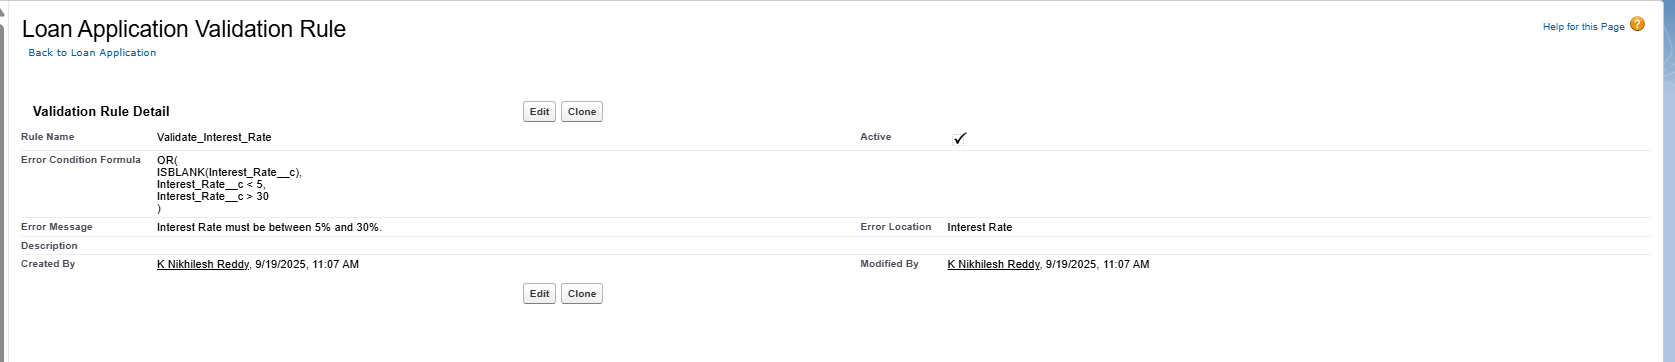 Loan Application Validation Rule
Help for this Page ?
Back to Loan Application
Validation Rule Detail
Edit Clone
Rule Name Validate_Interest_Rate Active
Error Condition Formula OR(
ISBLANK(Interest_Rate__c),
Interest_Rate__c < 5,
Interest_Rate__c > 30
)
Error Message Interest Rate must be between 5% and 30%. Error Location Interest Rate
Description
Created By K Nikhilesh Reddy, 9/19/2025, 11:07 AM Modified By K Nikhilesh Reddy, 9/19/2025, 11:07 AM
Edit Clone